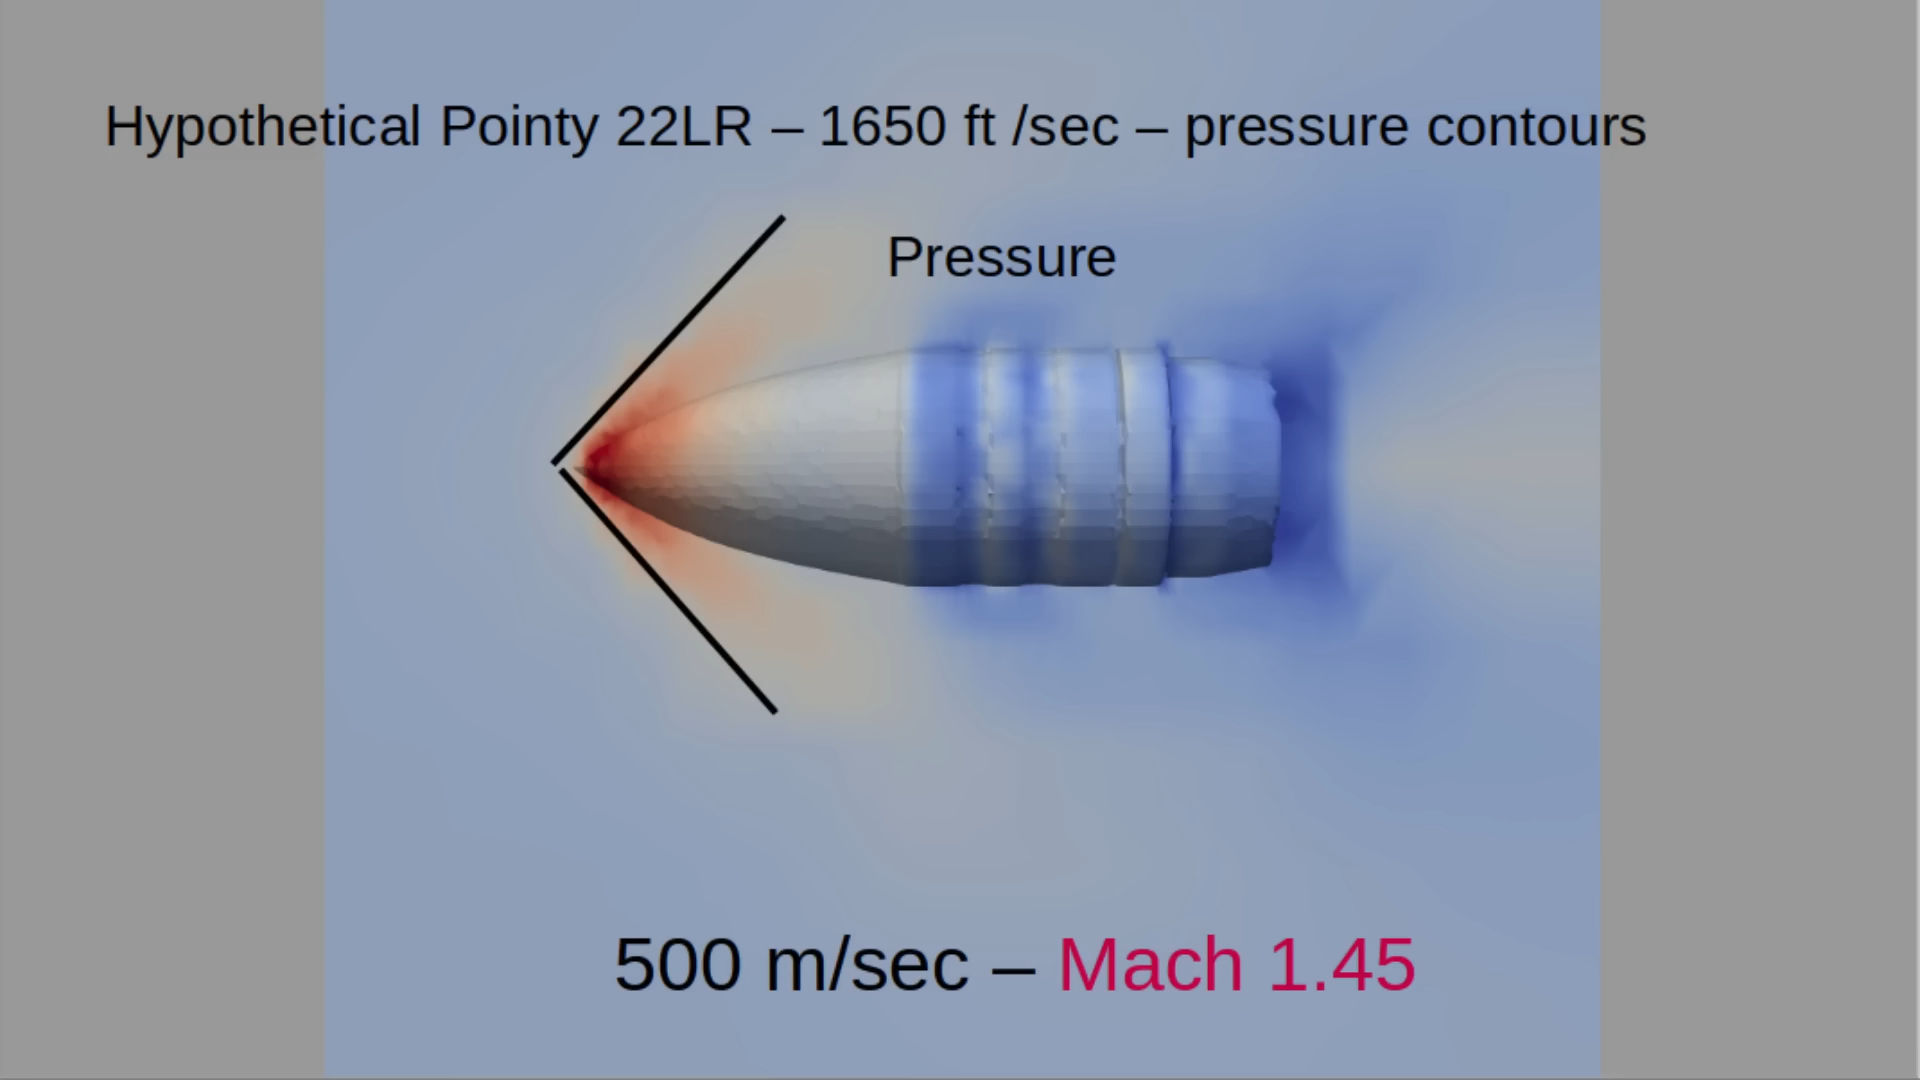 Hypothetical Pointy 22LR – 1650 ft /sec – pressure contours
Pressure
500 m/sec – Mach 1.45